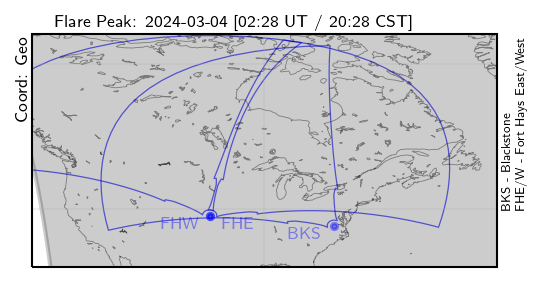 Flare Peak: 2024-03-04 [02:28 UT / 20:28 CST]
Coord: Geo
FHW
FHE
BKS
BKS - Blackstone
FHE/W - Fort Hays East/West